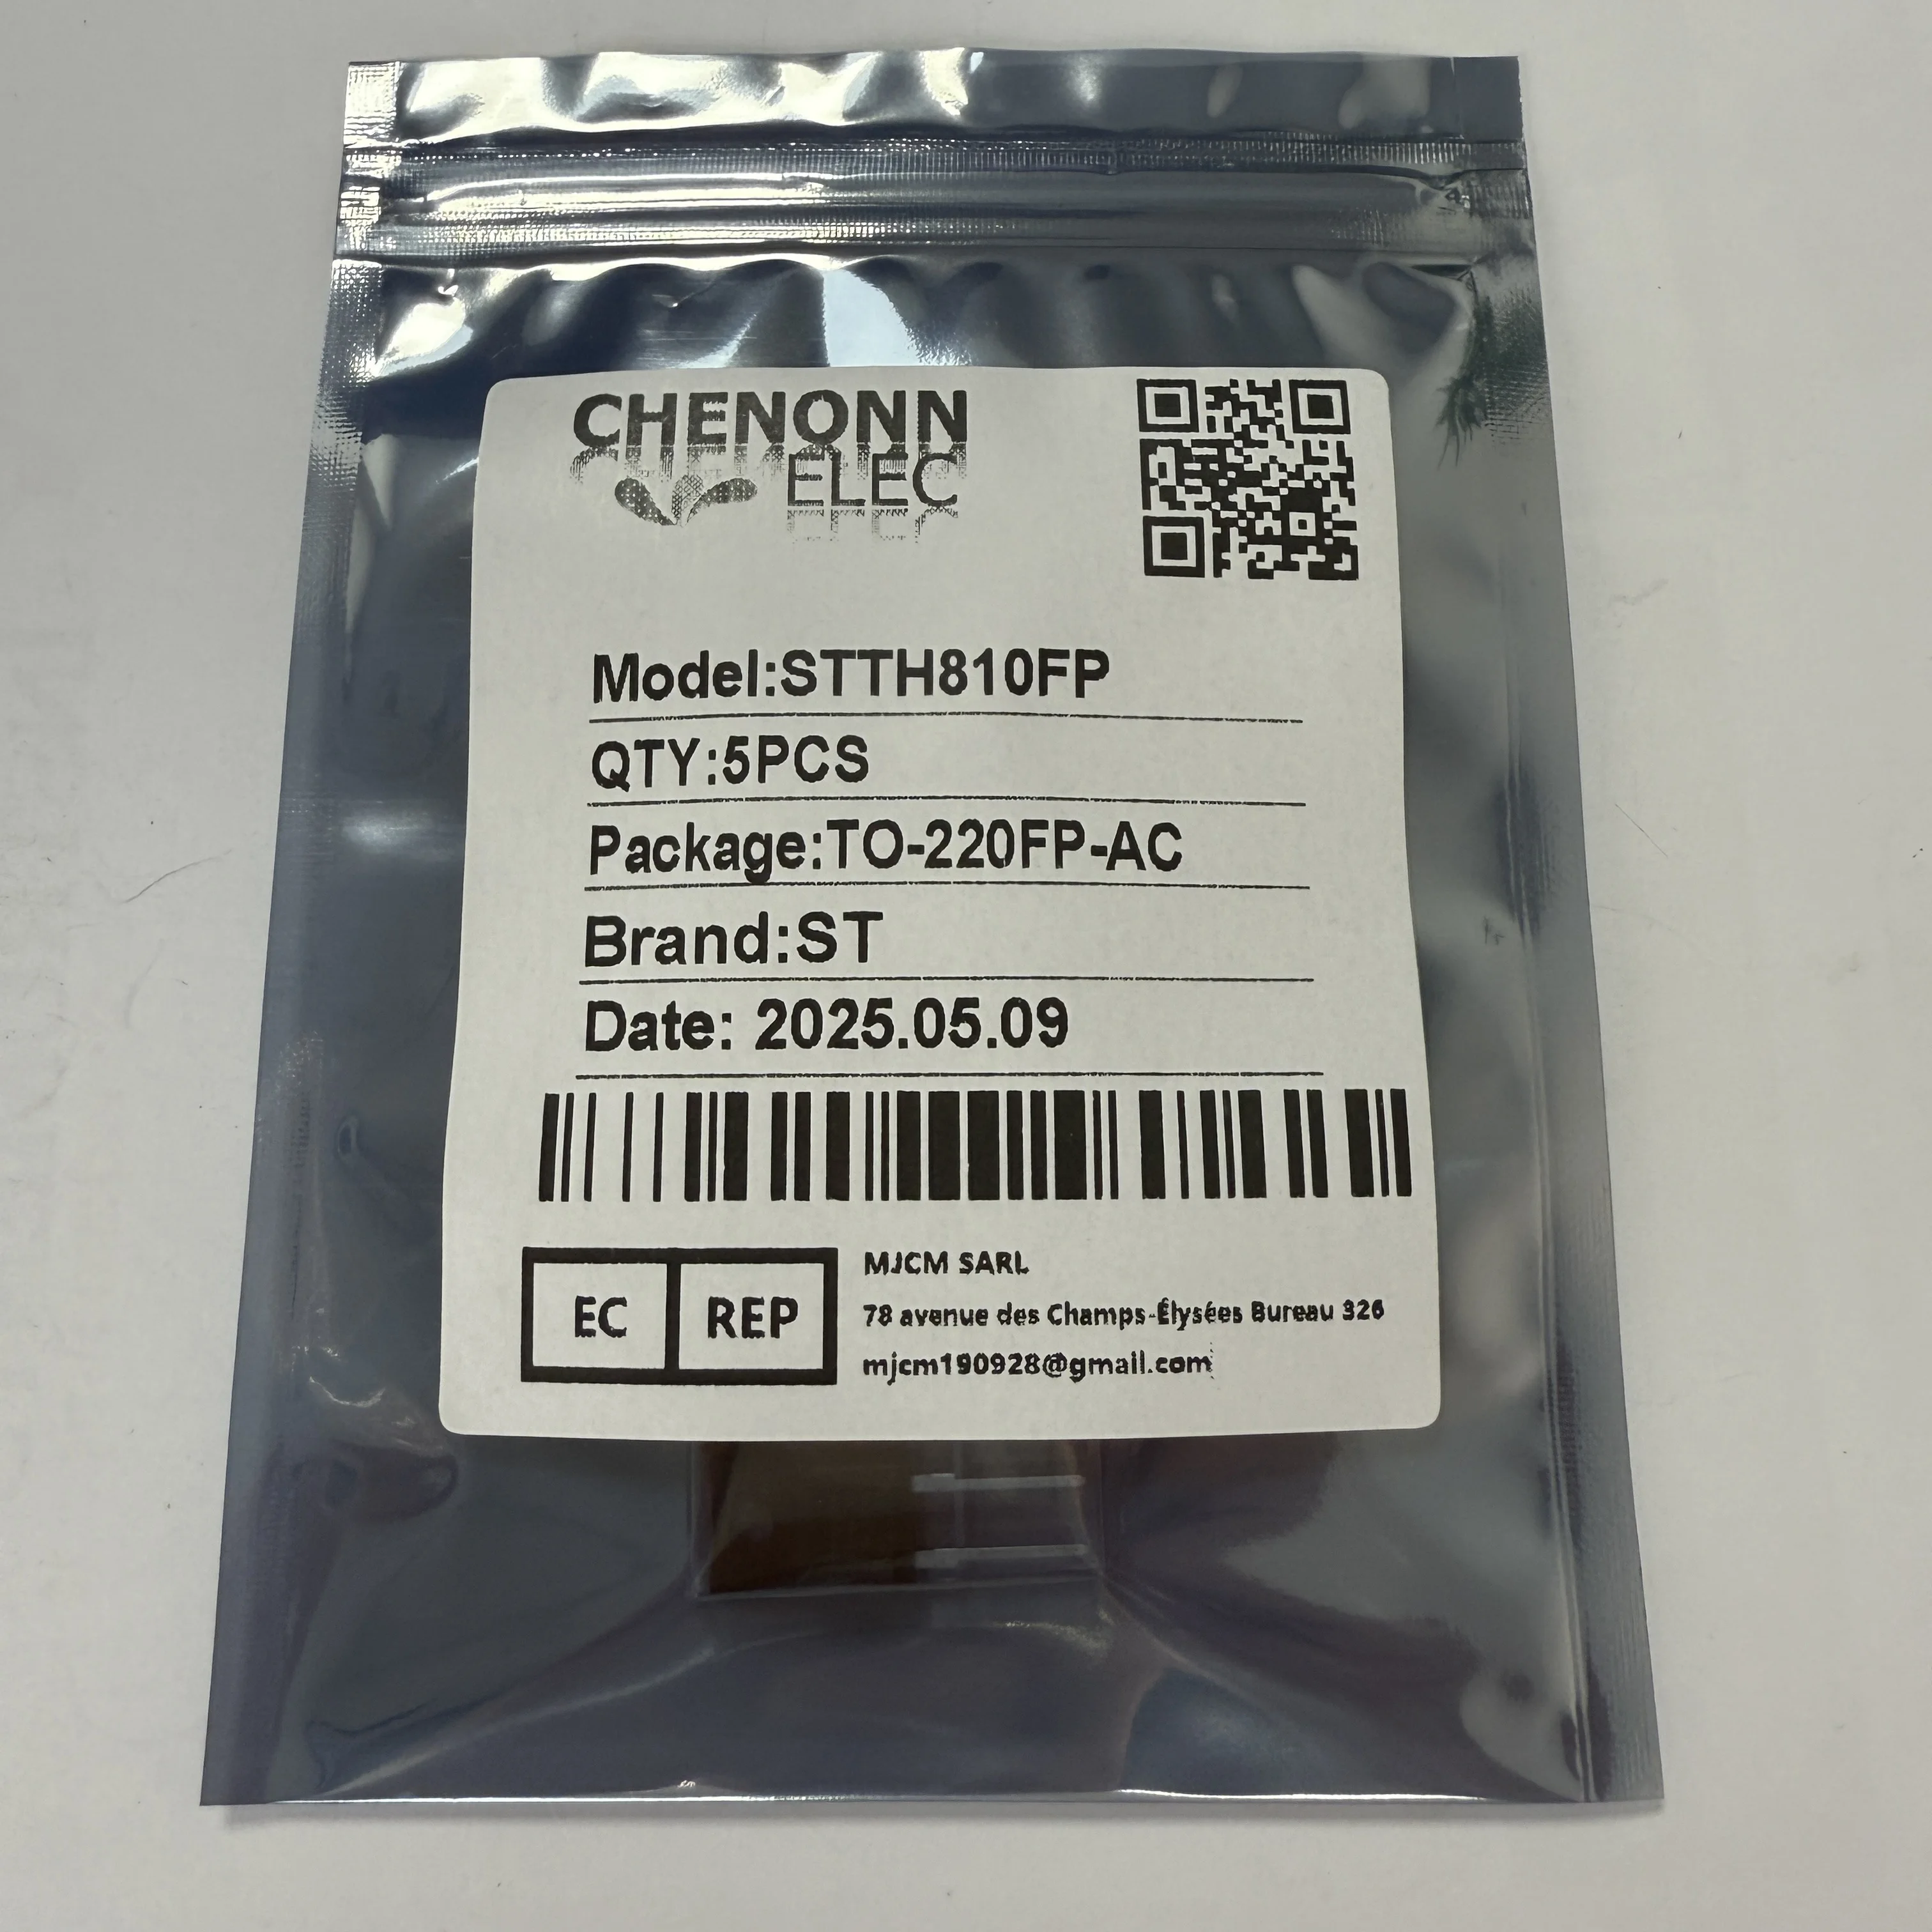 CHENONN
ELEC
Model:STTH810FP
QTY:5PCS
Package:TO-220FP-AC
Brand:ST
Date: 2025.05.09
EC REP
MJCM SARL
78 avenue des Champs-Élysées Bureau 326
mjcm190928@gmail.com